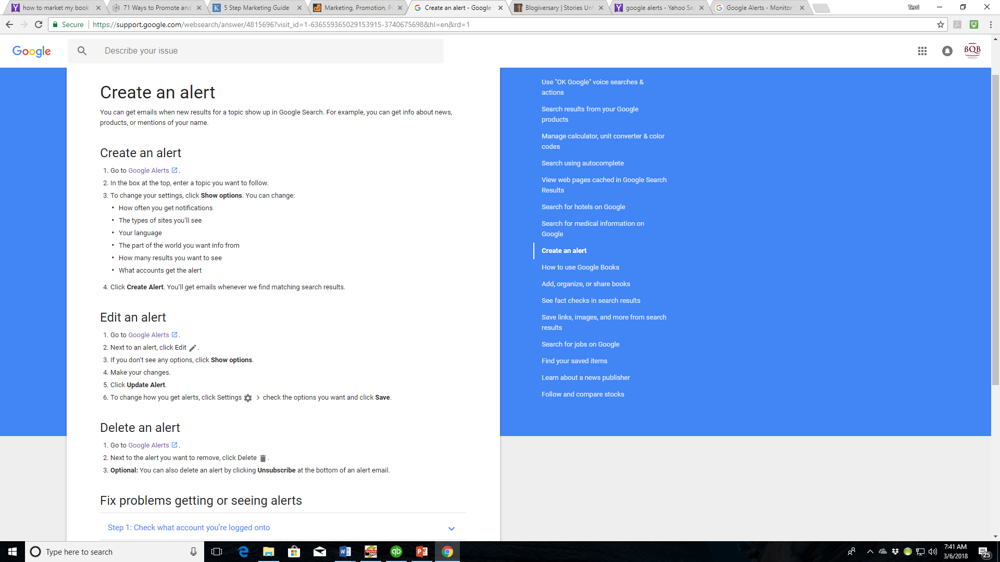 how to market my book
71 Ways to Promote and
5 Step Marketing Guide
Marketing, Promotion, P
Create an alert - Google
Blogiversary | Stories Unf
google alerts - Yahoo Se
Google Alerts - Monitor
Terri
Secure
https://support.google.com/websearch/answer/4815696?visit_id=1-636559365029153915-3740675698&hl=en&rd=1
Google
Describe your issue
BQB
Create an alert
You can get emails when new results for a topic show up in Google Search. For example, you can get info about news,
products, or mentions of your name.
Create an alert
1. Go to Google Alerts .
2. In the box at the top, enter a topic you want to follow.
3. To change your settings, click Show options. You can change:
• How often you get notifications
• The types of sites you’ll see
• Your language
• The part of the world you want info from
• How many results you want to see
• What accounts get the alert
4. Click Create Alert. You’ll get emails whenever we find matching search results.
Edit an alert
1. Go to Google Alerts .
2. Next to an alert, click Edit .
3. If you don’t see any options, click Show options.
4. Make your changes.
5. Click Update Alert.
6. To change how you get alerts, click Settings > check the options you want and click Save.
Delete an alert
1. Go to Google Alerts .
2. Next to the alert you want to remove, click Delete .
3. Optional: You can also delete an alert by clicking Unsubscribe at the bottom of an alert email.
Fix problems getting or seeing alerts
Step 1: Check what account you’re logged onto
Use "OK Google" voice searches &
actions
Search results from your Google
products
Manage calculator, unit converter & color
codes
Search using autocomplete
View web pages cached in Google Search
Results
Search for hotels on Google
Search for medical information on
Google
Create an alert
How to use Google Books
Add, organize, or share books
See fact checks in search results
Save links, images, and more from search
results
Search for jobs on Google
Find your saved items
Learn about a news publisher
Follow and compare stocks
Type here to search
7:41 AM
3/6/2018
25